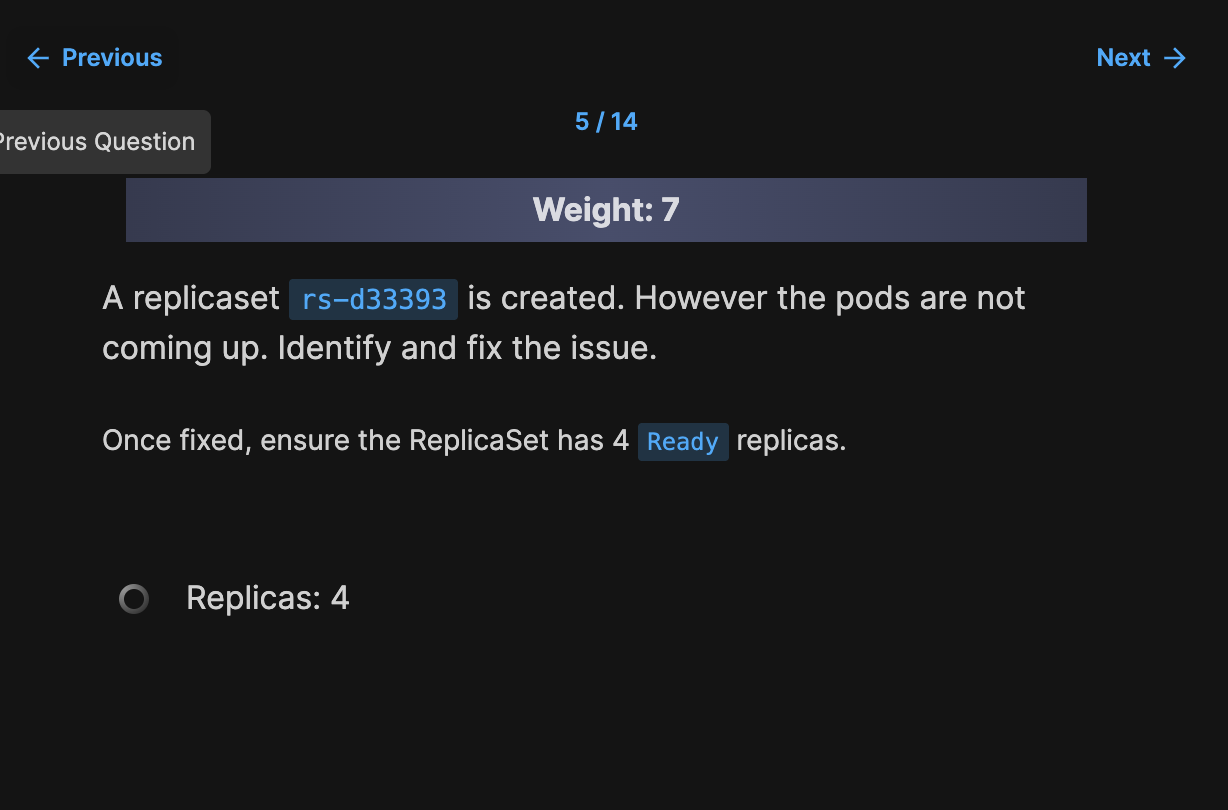 ← Previous
Next →
Previous Question
5 / 14
Weight: 7
A replicaset rs-d33393 is created. However the pods are not
coming up. Identify and fix the issue.
Once fixed, ensure the ReplicaSet has 4 Ready replicas.
Replicas: 4